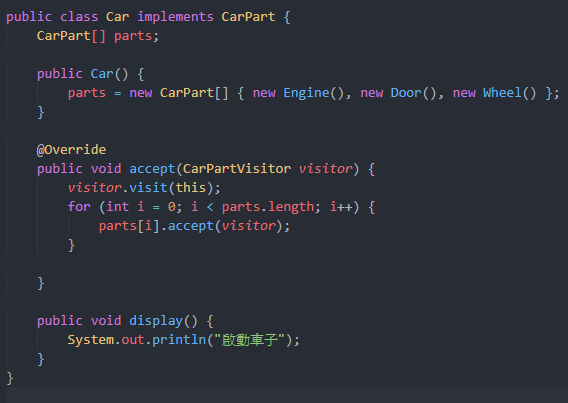 public class Car implements CarPart {
    CarPart[] parts;

    public Car() {
        parts = new CarPart[] { new Engine(), new Door(), new Wheel() };
    }

    @Override
    public void accept(CarPartVisitor visitor) {
        visitor.visit(this);
        for (int i = 0; i < parts.length; i++) {
            parts[i].accept(visitor);
        }

    }

    public void display() {
        System.out.println("啟動車子");
    }
}